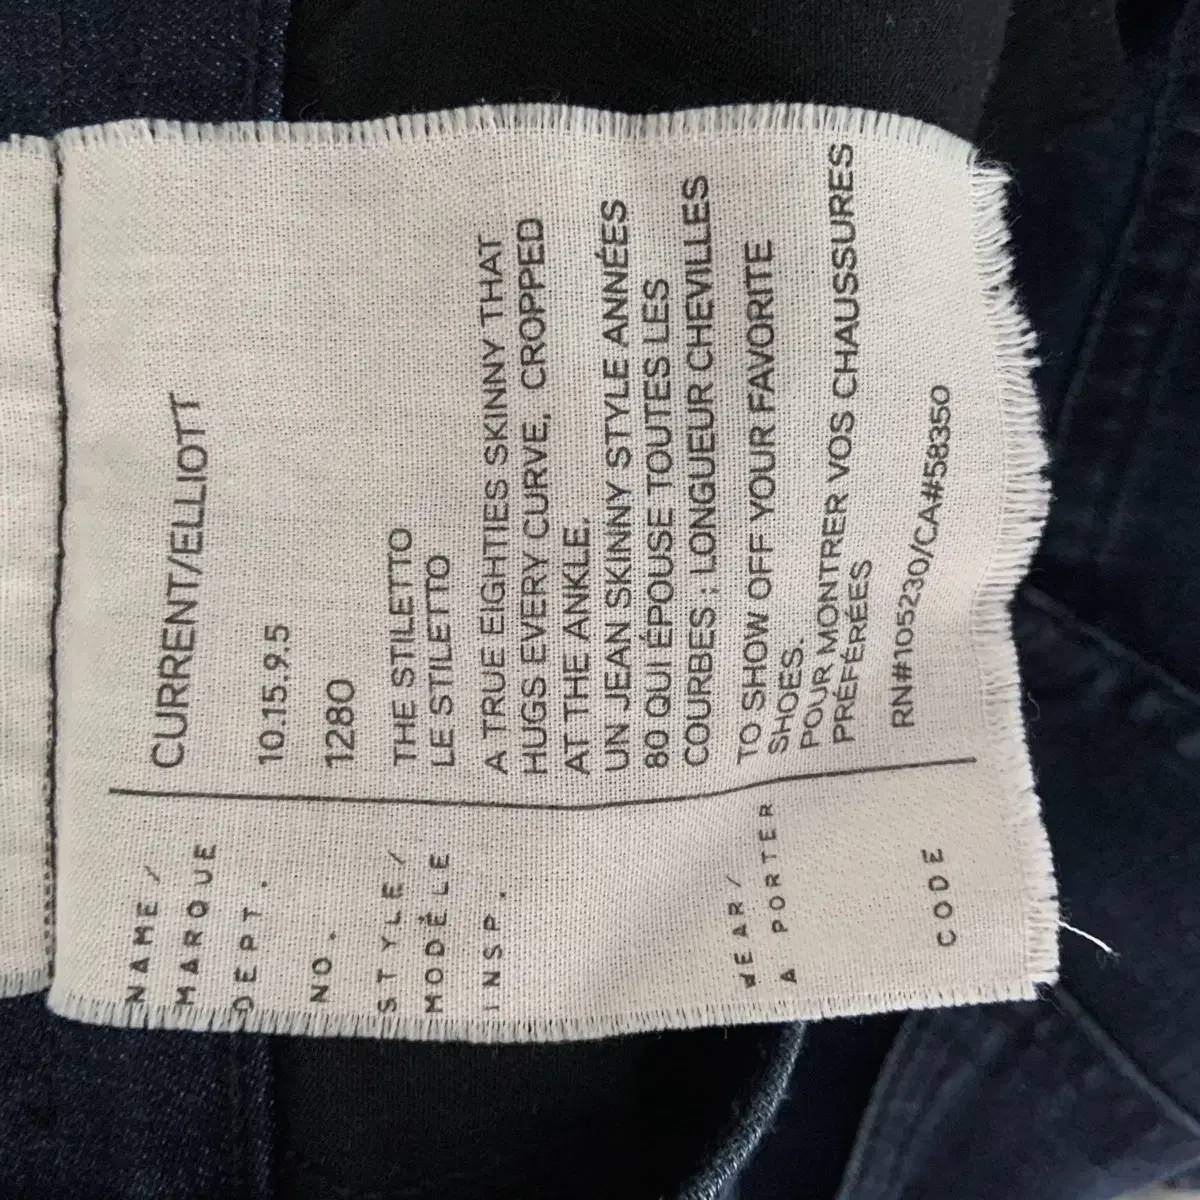 NAME / CURRENT/ELLIOTT
MARQUE
DEPT. 10.15.9.5
NO. 1280
STYLE/ THE STILETTO
MODÈLE LE STILETTO
INSP. A TRUE EIGHTIES SKINNY THAT
HUGS EVERY CURVE, CROPPED
AT THE ANKLE.
UN JEAN SKINNY STYLE ANNÉES
80 QUI ÉPOUSE TOUTES LES
COURBES ; LONGUEUR CHEVILLES
WEAR/ TO SHOW OFF YOUR FAVORITE
A PORTER SHOES.
POUR MONTRER VOS CHAUSSURES
PRÉFÉRÉES
CODE RN#105230/CA#58350